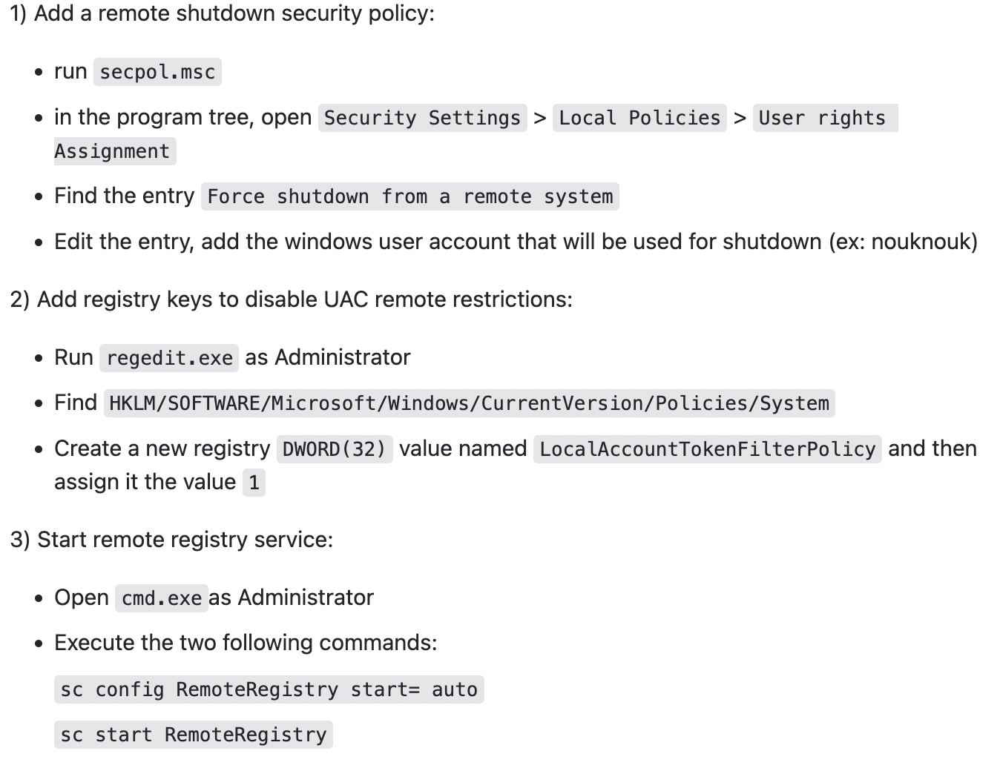 1) Add a remote shutdown security policy:
• run secpol.msc
• in the program tree, open Security Settings > Local Policies > User rights
Assignment
• Find the entry Force shutdown from a remote system
• Edit the entry, add the windows user account that will be used for shutdown (ex: nouknouk)
2) Add registry keys to disable UAC remote restrictions:
• Run regedit.exe as Administrator
• Find HKLM/SOFTWARE/Microsoft/Windows/CurrentVersion/Policies/System
• Create a new registry DWORD(32) value named LocalAccountTokenFilterPolicy and then
assign it the value 1
3) Start remote registry service:
• Open cmd.exe as Administrator
• Execute the two following commands:
sc config RemoteRegistry start= auto
sc start RemoteRegistry